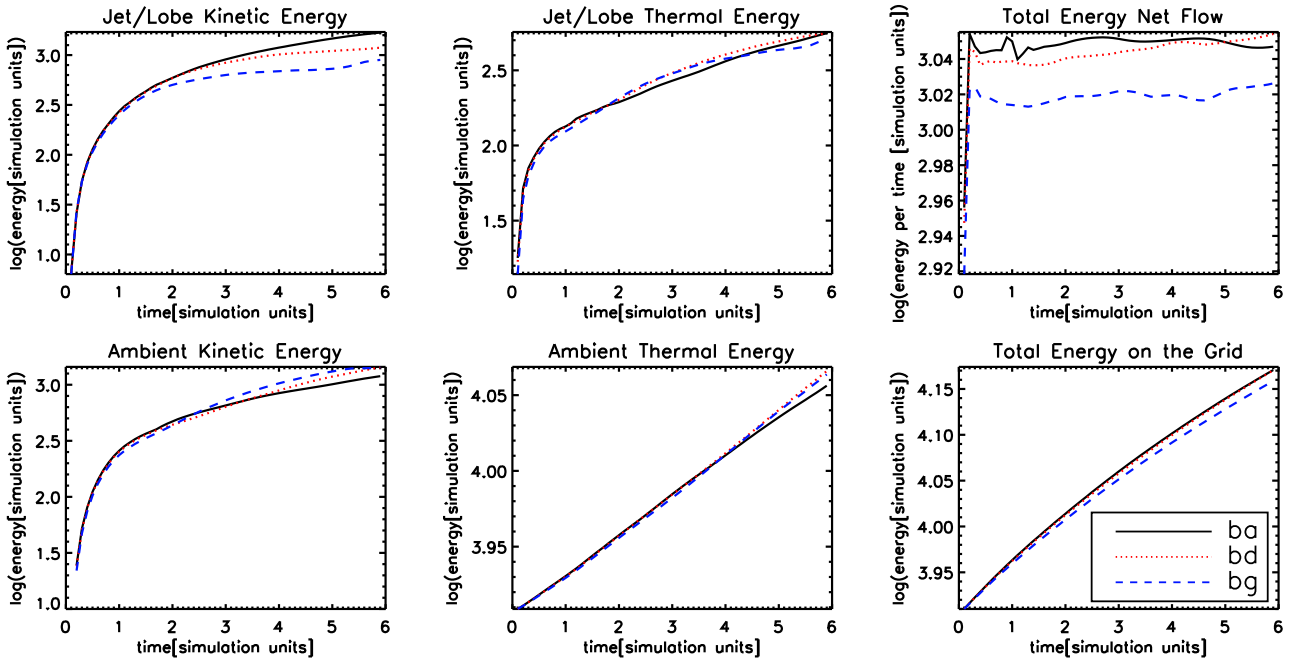 Jet/Lobe Kinetic Energy
log(energy[simulation units])
3.0
2.5
2.0
1.5
1.0
0 1 2 3 4 5 6
time[simulation units]
Jet/Lobe Thermal Energy
log(energy[simulation units])
2.5
2.0
1.5
0 1 2 3 4 5 6
time[simulation units]
Total Energy Net Flow
log(energy per time [simulation units])
3.04
3.02
3.00
2.98
2.96
2.94
2.92
0 1 2 3 4 5 6
time[simulation units]
Ambient Kinetic Energy
log(energy[simulation units])
3.0
2.5
2.0
1.5
1.0
0 1 2 3 4 5 6
time[simulation units]
Ambient Thermal Energy
log(energy[simulation units])
4.05
4.00
3.95
0 1 2 3 4 5 6
time[simulation units]
Total Energy on the Grid
log(energy[simulation units])
4.15
4.10
4.05
4.00
3.95
0 1 2 3 4 5 6
time[simulation units]
ba
bd
bg